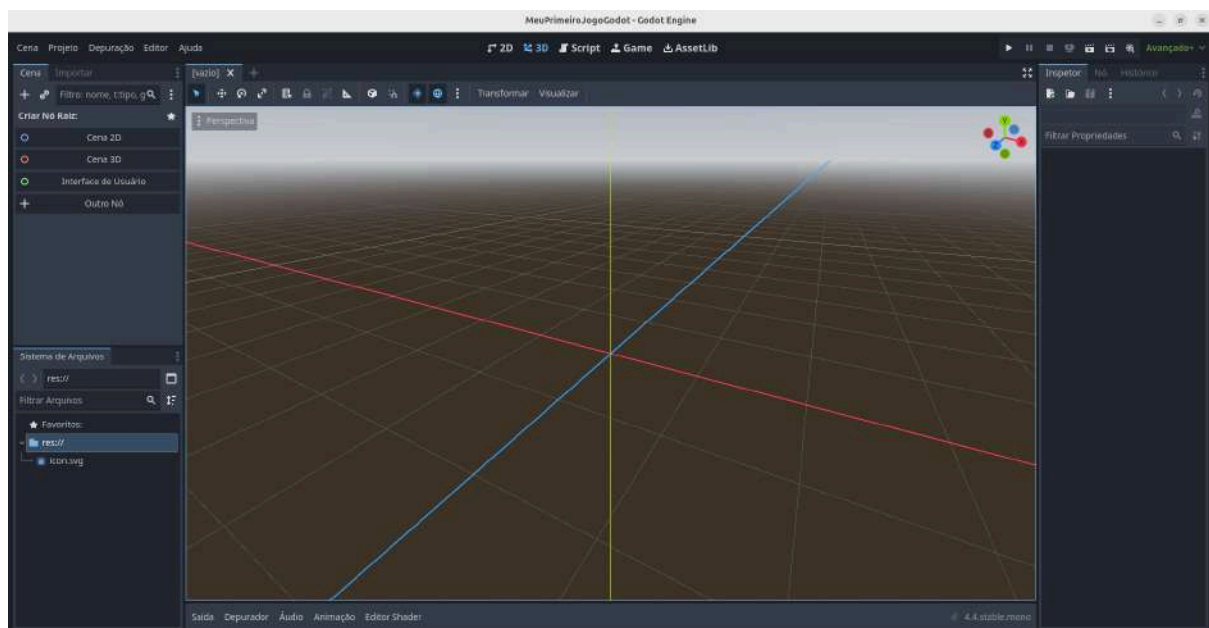 MeuPrimeiroJogoGodot - Godot Engine
Cena Projeto Depuração Editor Ajuda 2D 3D Script Game AssetLib Avançado+
Cena Importar
Filtro: nome, t:tipo, g
Criar Nó Raiz:
Cena 2D
Cena 3D
Interface de Usuário
Outro Nó
Sistema de Arquivos
res://
Filtrar Arquivos
Favoritos:
res://
icon.svg
[vazio]
Transformar Visualizar
Perspectiva
Y
X
Z
Saída Depurador Áudio Animação Editor Shader 4.4.stable.mono
Inspetor Nó Histórico
Filtrar Propriedades